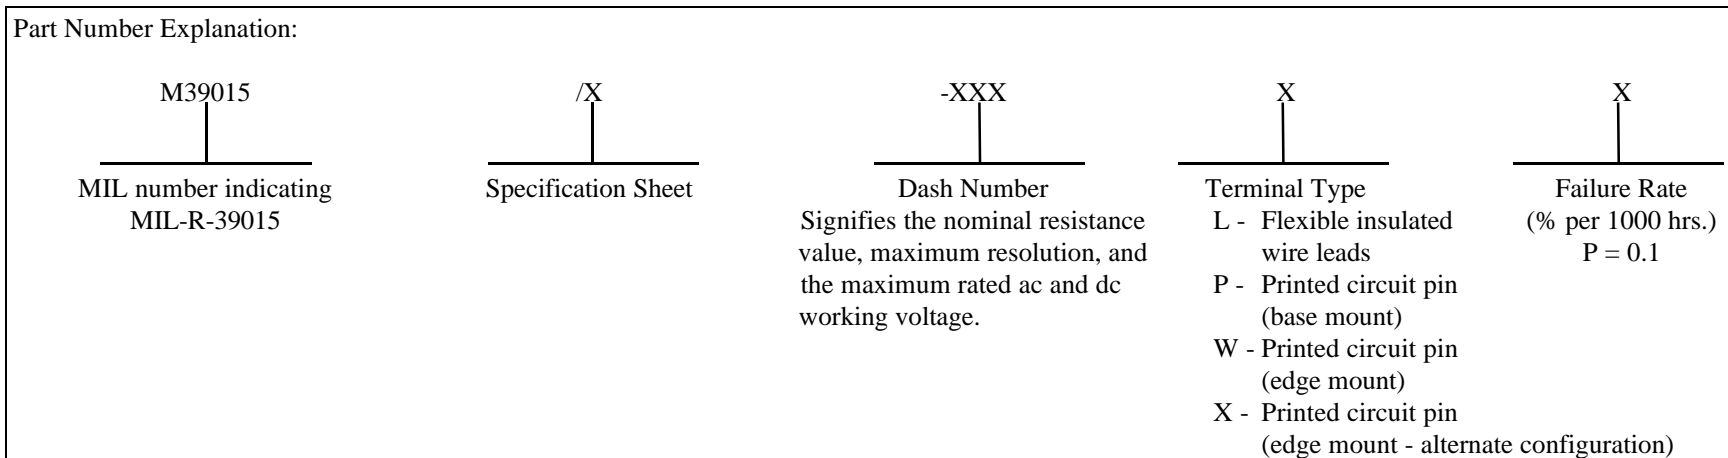 Part Number Explanation:
M39015 /X -XXX X X
MIL number indicating
MIL-R-39015
Specification Sheet
Dash Number
Signifies the nominal resistance
value, maximum resolution, and
the maximum rated ac and dc
working voltage.
Terminal Type
L - Flexible insulated
wire leads
P - Printed circuit pin
(base mount)
W - Printed circuit pin
(edge mount)
X - Printed circuit pin
(edge mount - alternate configuration)
Failure Rate
(% per 1000 hrs.)
P = 0.1